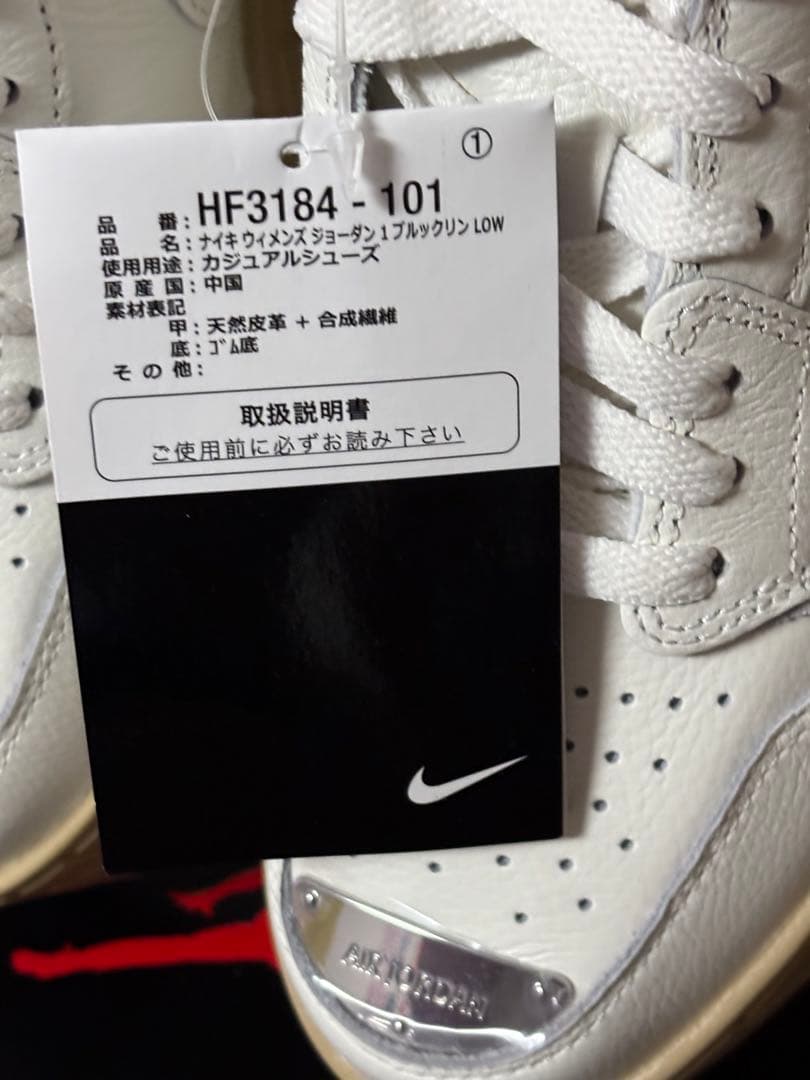 ①
品 番: HF3184 - 101
品 名: ナイキ ウィメンズ ジョーダン 1 ブルックリン LOW
使用用途: カジュアルシューズ
原 産 国: 中国
素材表記
甲: 天然皮革 + 合成繊維
底: ゴム底
そ の 他:
取扱説明書
ご使用前に必ずお読み下さい
AIR JORDAN